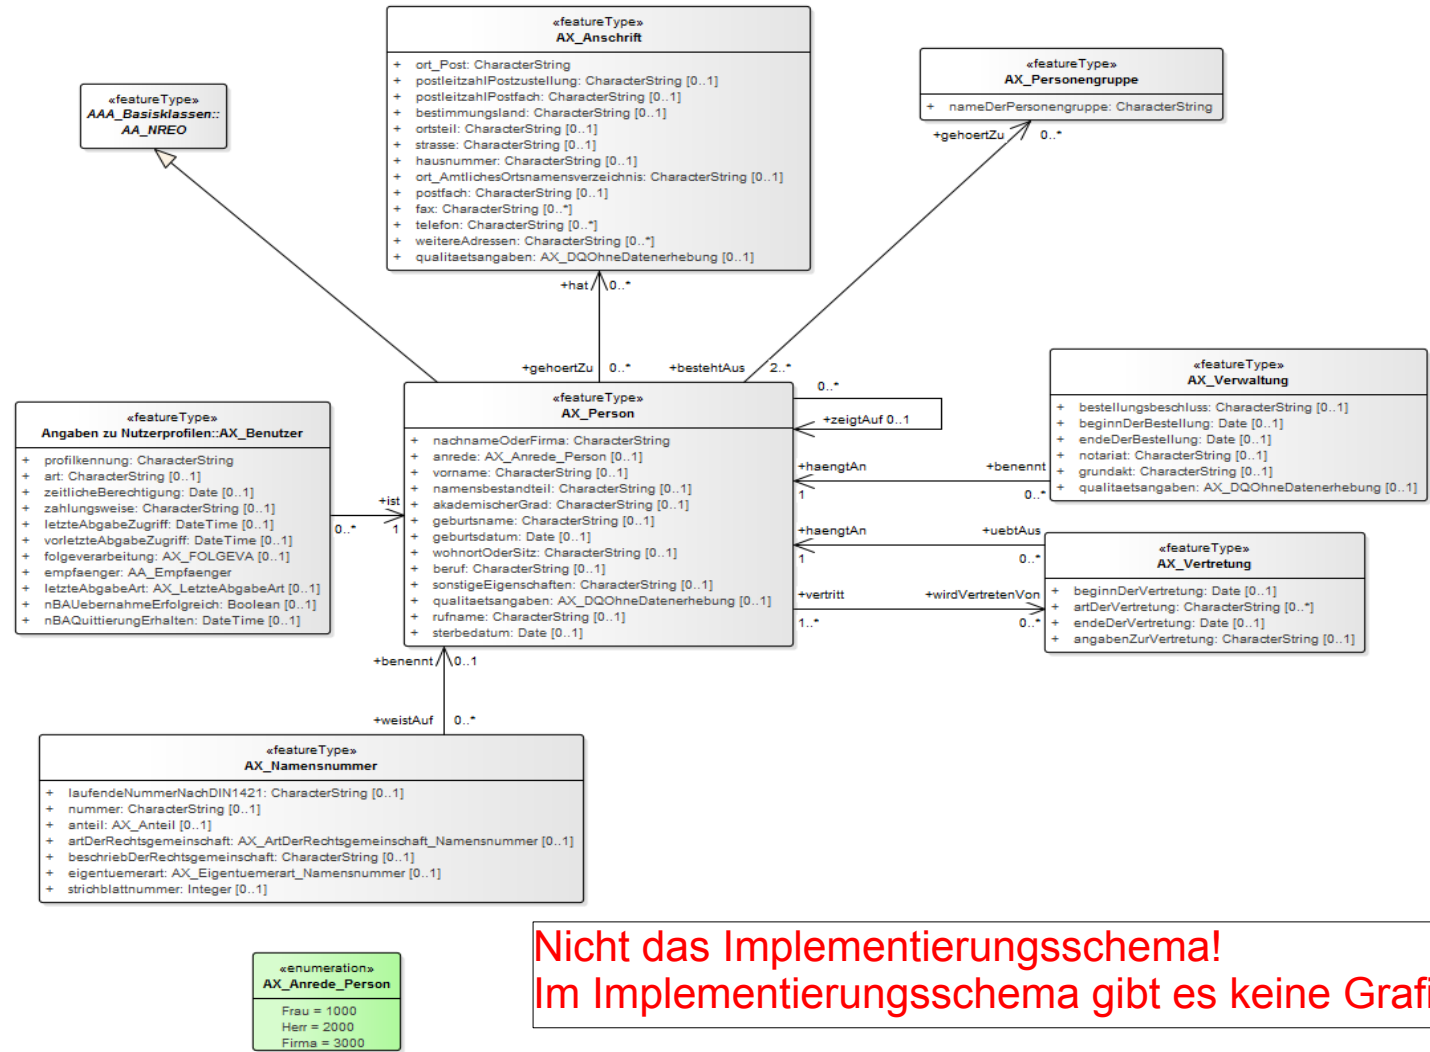 «featureType»
AX_Anschrift
+ ort_Post: CharacterString
+ postleitzahlPostzustellung: CharacterString [0..1]
+ postleitzahlPostfach: CharacterString [0..1]
+ bestimmungsland: CharacterString [0..1]
+ ortsteil: CharacterString [0..1]
+ strasse: CharacterString [0..1]
+ hausnummer: CharacterString [0..1]
+ ort_AmtlichesOrtsnamensverzeichnis: CharacterString [0..1]
+ postfach: CharacterString [0..1]
+ fax: CharacterString [0..*]
+ telefon: CharacterString [0..*]
+ weitereAdressen: CharacterString [0..*]
+ qualitaetsangaben: AX_DQOhneDatenerhebung [0..1]
«featureType»
AX_Personengruppe
+ nameDerPersonengruppe: CharacterString
«featureType»
AAA_Basisklassen::
AA_NREO
+gehoertZu 0..*
+hat 0..*
+gehoertZu 0..*
+bestehtAus 2..*
0..*
+zeigtAuf 0..1
«featureType»
AX_Person
+ nachnameOderFirma: CharacterString
+ anrede: AX_Anrede_Person [0..1]
+ vorname: CharacterString [0..1]
+ namensbestandteil: CharacterString [0..1]
+ akademischerGrad: CharacterString [0..1]
+ geburtsname: CharacterString [0..1]
+ geburtsdatum: Date [0..1]
+ wohnortOderSitz: CharacterString [0..1]
+ beruf: CharacterString [0..1]
+ sonstigeEigenschaften: CharacterString [0..1]
+ qualitaetsangaben: AX_DQOhneDatenerhebung [0..1]
+ rufname: CharacterString [0..1]
+ sterbedatum: Date [0..1]
«featureType»
AX_Verwaltung
+ bestellungsbeschluss: CharacterString [0..1]
+ beginnDerBestellung: Date [0..1]
+ endeDerBestellung: Date [0..1]
+ notariat: CharacterString [0..1]
+ grundakt: CharacterString [0..1]
+ qualitaetsangaben: AX_DQOhneDatenerhebung [0..1]
«featureType»
Angaben zu Nutzerprofilen::AX_Benutzer
+ profilkennung: CharacterString
+ art: CharacterString [0..1]
+ zeitlicheBerechtigung: Date [0..1]
+ zahlungsweise: CharacterString [0..1]
+ letzteAbgabeZugriff: DateTime [0..1]
+ vorletzteAbgabeZugriff: DateTime [0..1]
+ folgeverarbeitung: AX_FOLGEVA [0..1]
+ empfaenger: AA_Empfaenger
+ letzteAbgabeArt: AX_LetzteAbgabeArt [0..1]
+ nBAUebernahmeErfolgreich: Boolean [0..1]
+ nBAQuittierungErhalten: DateTime [0..1]
+ist
0..* 1
+haengtAn +benennt
1 0..*
+haengtAn +uebtAus
1 0..*
+vertritt +wirdVertretenVon
1..* 0..*
«featureType»
AX_Vertretung
+ beginnDerVertretung: Date [0..1]
+ artDerVertretung: CharacterString [0..*]
+ endeDerVertretung: Date [0..1]
+ angabenZurVertretung: CharacterString [0..1]
+benennt 0..1
+weistAuf 0..*
«featureType»
AX_Namensnummer
+ laufendeNummerNachDIN1421: CharacterString [0..1]
+ nummer: CharacterString [0..1]
+ anteil: AX_Anteil [0..1]
+ artDerRechtsgemeinschaft: AX_ArtDerRechtsgemeinschaft_Namensnummer [0..1]
+ beschriebDerRechtsgemeinschaft: CharacterString [0..1]
+ eigentuemerart: AX_Eigentuemerart_Namensnummer [0..1]
+ strichblattnummer: Integer [0..1]
«enumeration»
AX_Anrede_Person
Frau = 1000
Herr = 2000
Firma = 3000
Nicht das Implementierungsschema!
Im Implementierungsschema gibt es keine Grafi